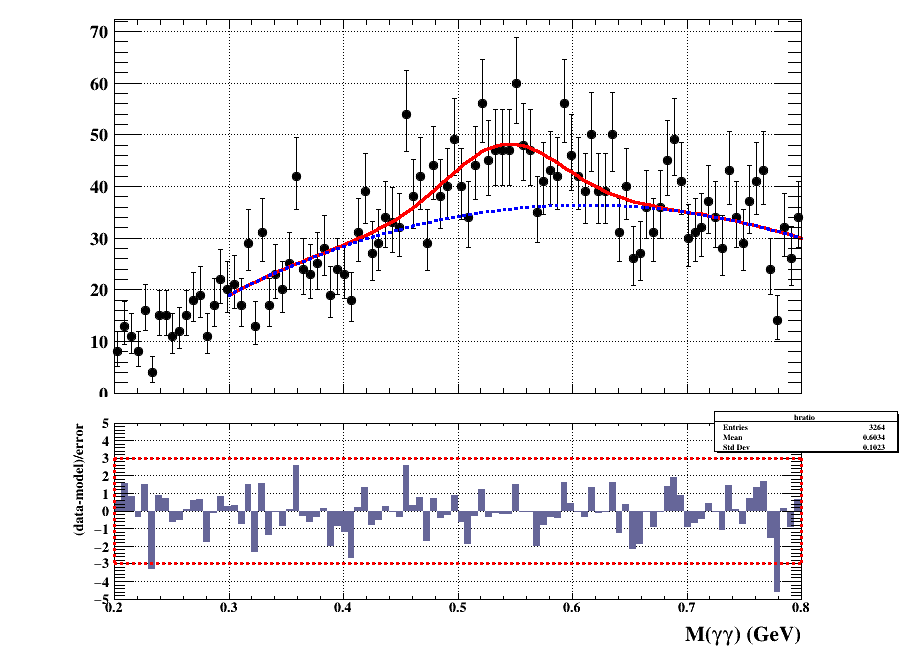 70
60
50
40
30
20
10
0
hratio
Entries 3264
Mean 0.6034
Std Dev 0.1023
(data-model)/error
5
4
3
2
1
0
−1
−2
−3
−4
−5
0.2 0.3 0.4 0.5 0.6 0.7 0.8
M(γγ) (GeV)